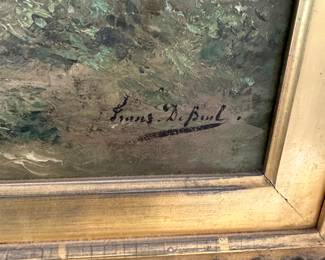 Frans. De Beul.